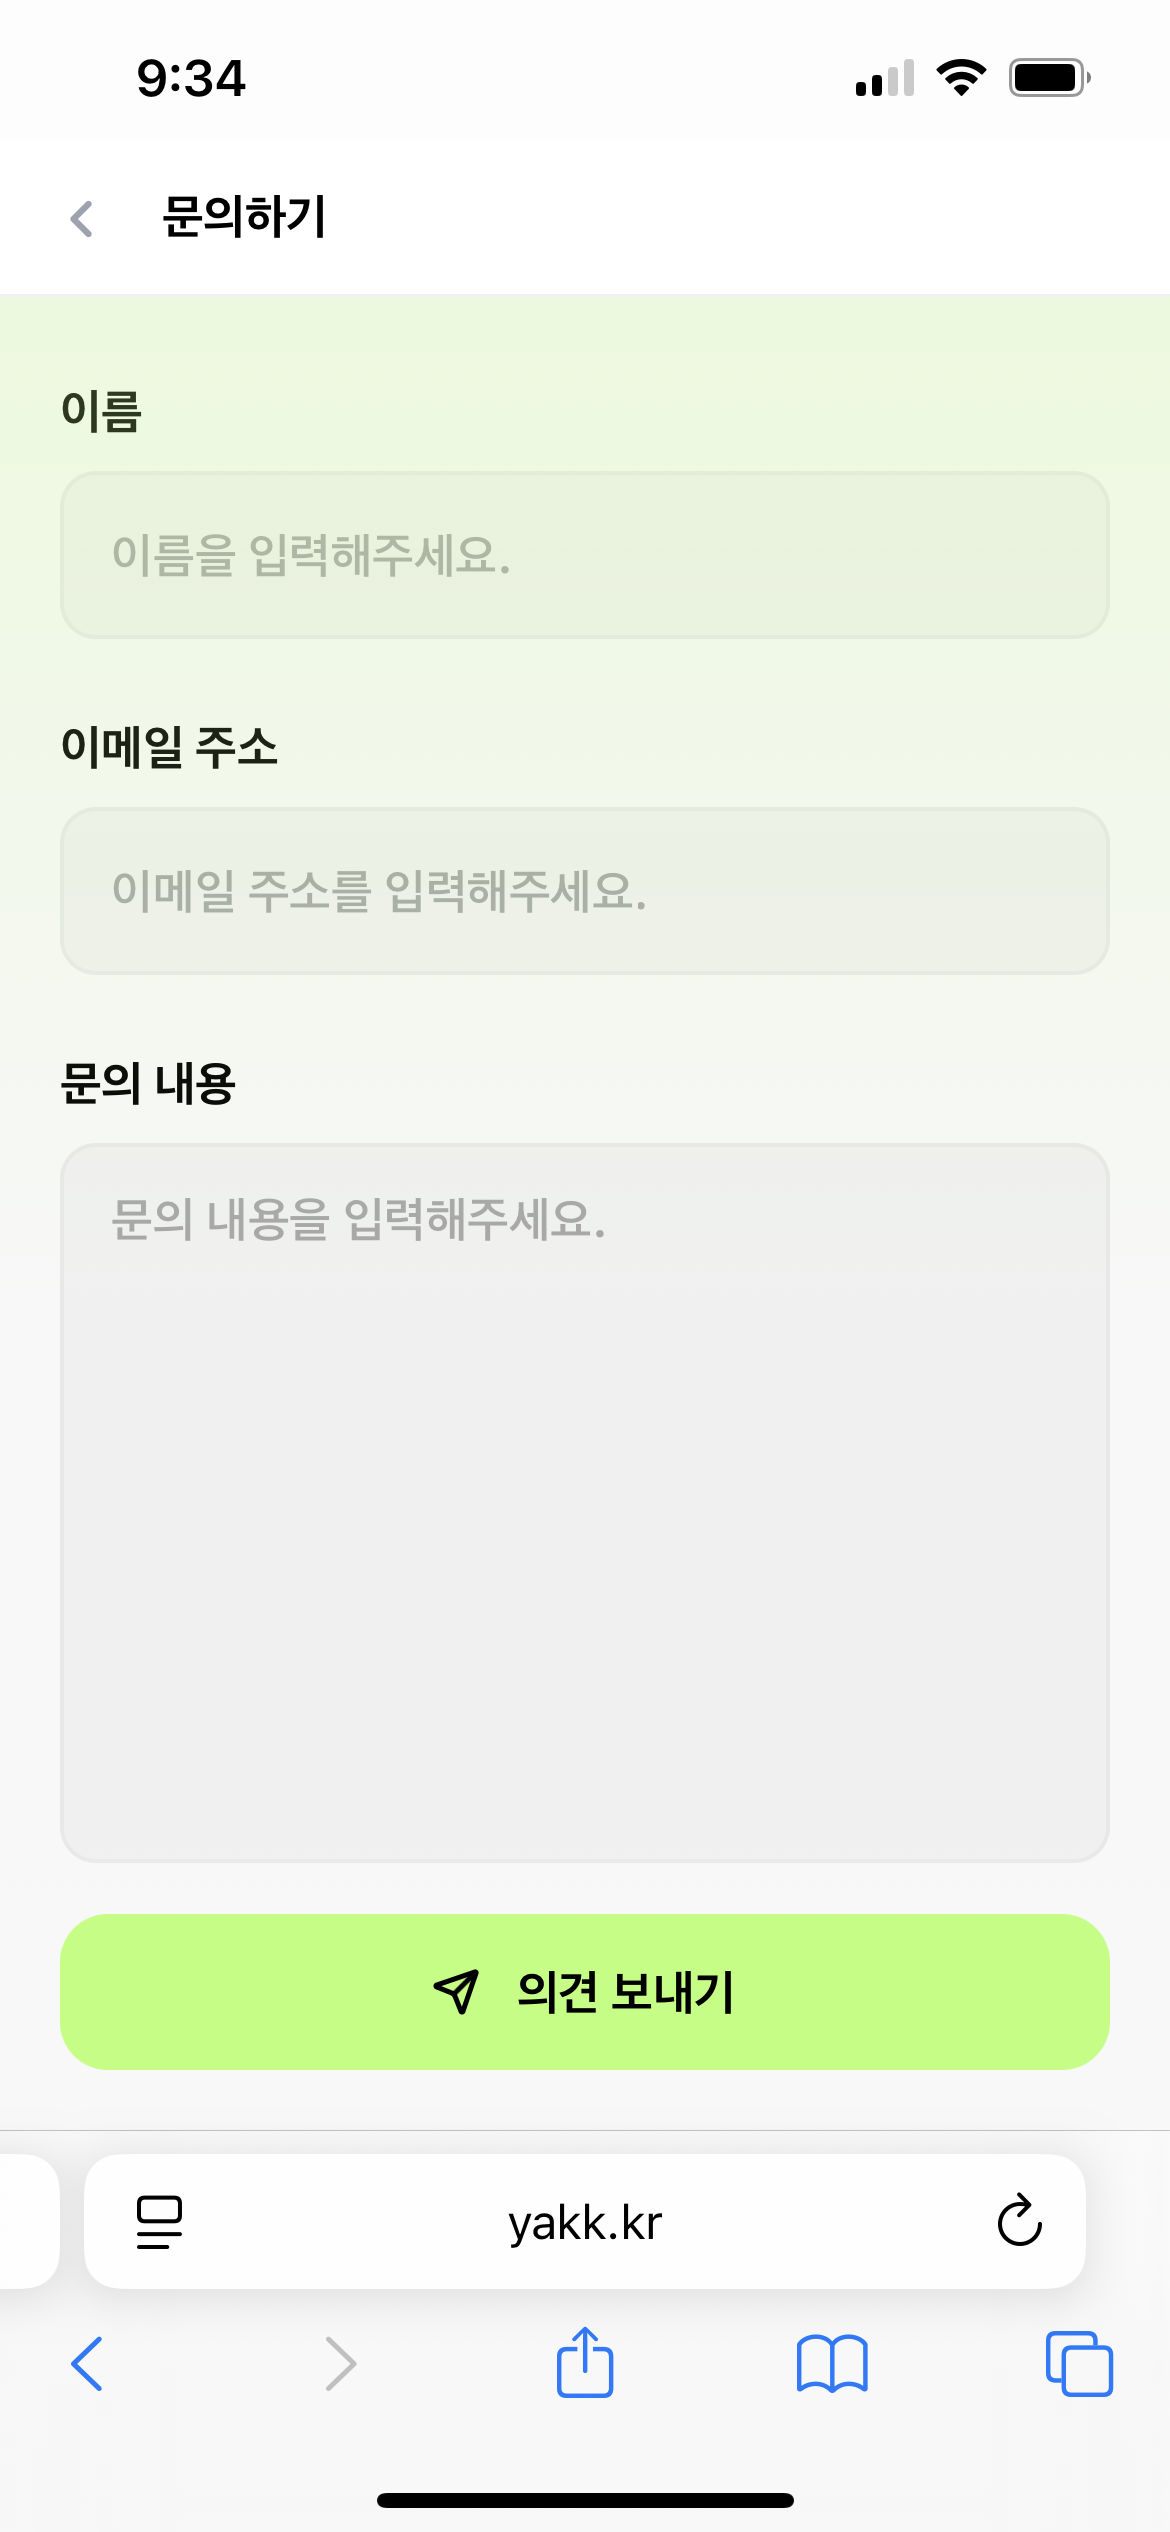 9:34
문의하기
이름
이름을 입력해주세요.
이메일 주소
이메일 주소를 입력해주세요.
문의 내용
문의 내용을 입력해주세요.
의견 보내기
yakk.kr